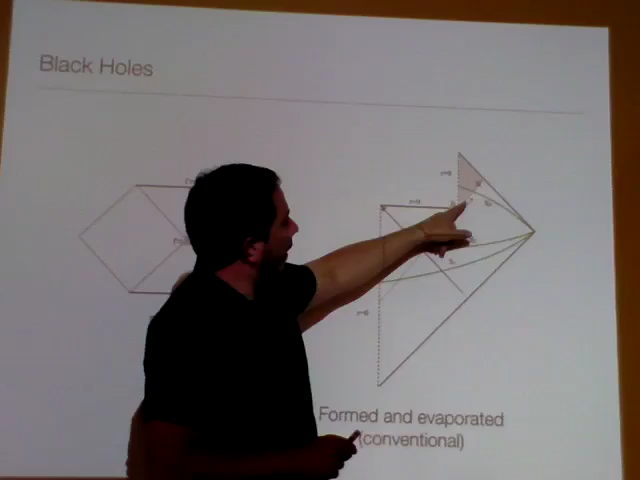 Black Holes
Formed and evaporated
(conventional)